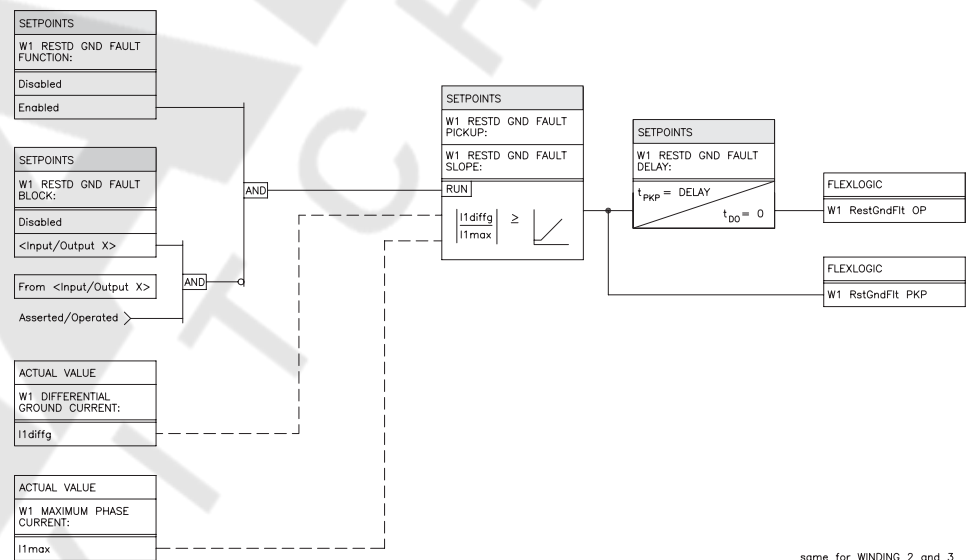 SETPOINTS
W1 RESTD GND FAULT
FUNCTION:
Disabled
Enabled
SETPOINTS
W1 RESTD GND FAULT
BLOCK:
Disabled
<Input/Output X>
From <Input/Output X>
Asserted/Operated
AND
AND
ACTUAL VALUE
W1 DIFFERENTIAL
GROUND CURRENT:
I1diffg
ACTUAL VALUE
W1 MAXIMUM PHASE
CURRENT:
I1max
SETPOINTS
W1 RESTD GND FAULT
PICKUP:
W1 RESTD GND FAULT
SLOPE:
RUN
|I1diffg
I1max| ≥
SETPOINTS
W1 RESTD GND FAULT
DELAY:
tPKP = DELAY
tDO = 0
FLEXLOGIC
W1 RestGndFlt OP
FLEXLOGIC
W1 RstGndFlt PKP
same for WINDING 2 and 3